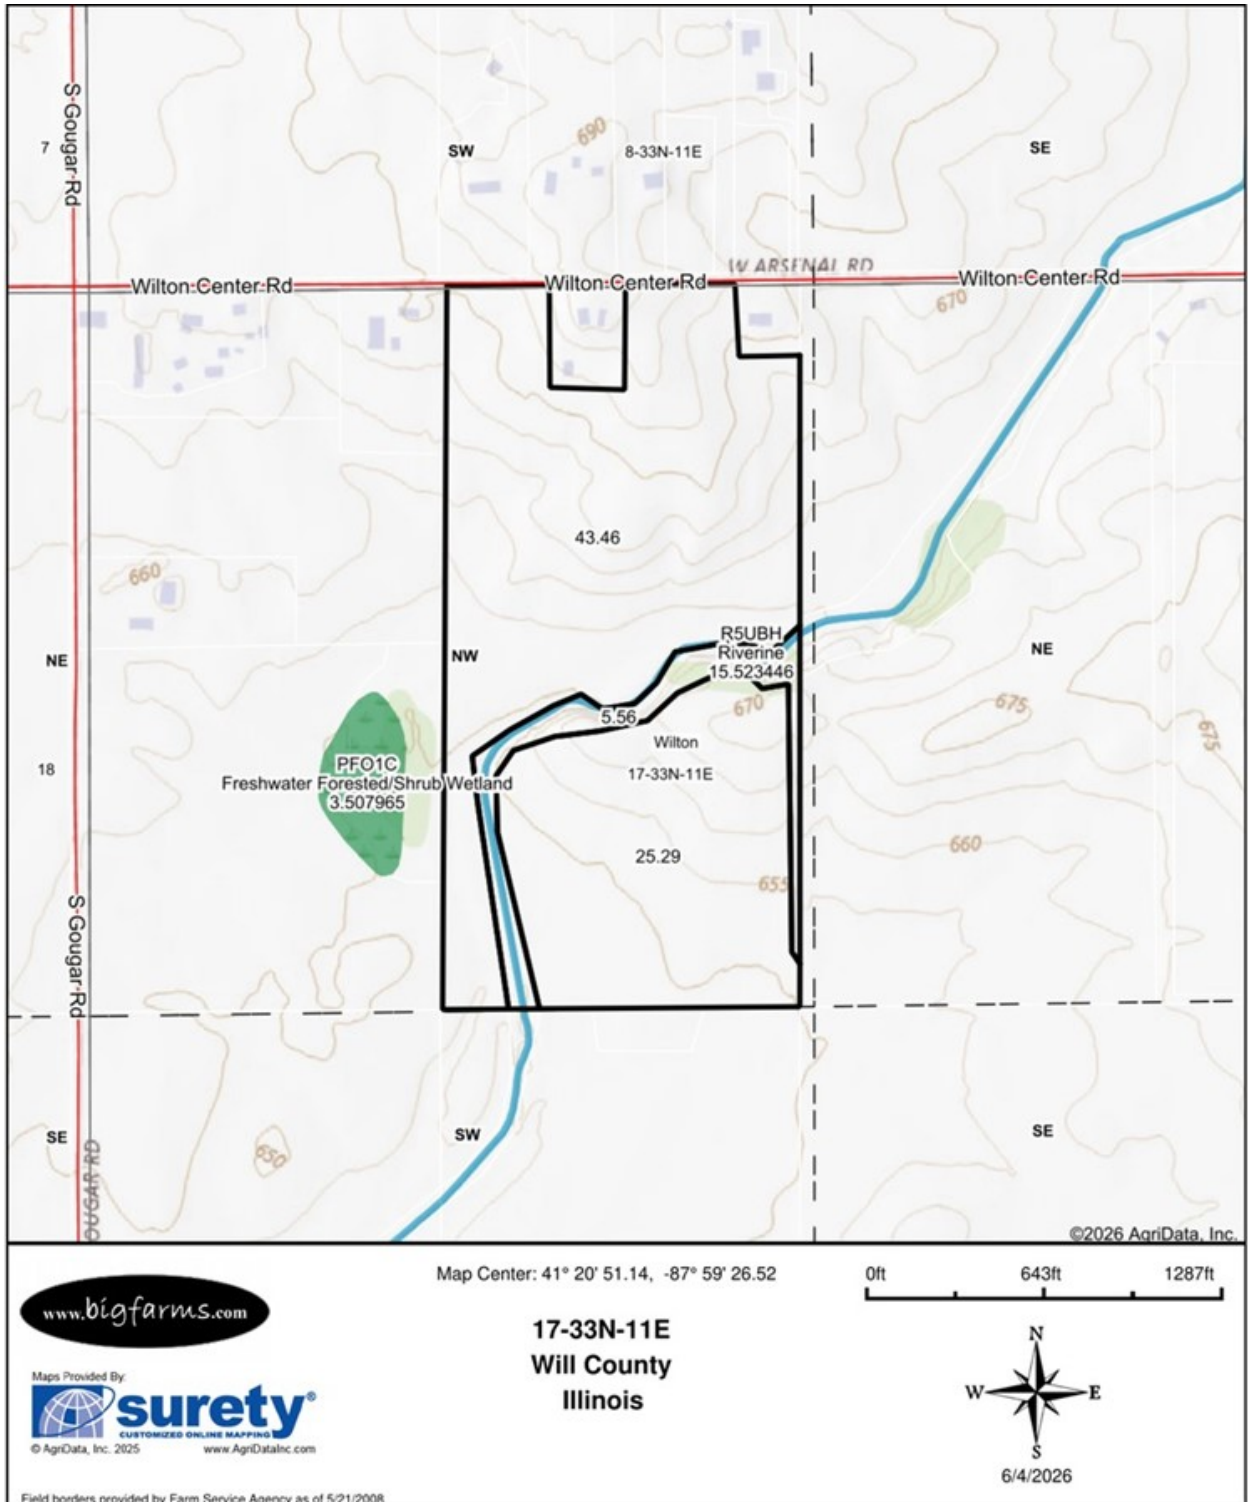 S Gougar Rd
7
SW
690
8-33N-11E
SE
W ARSENAL RD
Wilton Center Rd
Wilton Center Rd
Wilton Center Rd
670
43.46
660
NE
NW
R5UBH
Riverine
15.523446
NE
5.56
670
675
675
Wilton
17-33N-11E
18
PFO1C
Freshwater Forested/Shrub Wetland
3.507965
25.29
660
655
S Gougar Rd
SE
SW
SE
650
©2026 AgriData, Inc.
www.bigfarms.com
Map Center: 41° 20' 51.14, -87° 59' 26.52
0ft 643ft 1287ft
17-33N-11E
Will County
Illinois
N
W E
S
6/4/2026
Maps Provided By:
surety®
CUSTOMIZED ONLINE MAPPING
© AgriData, Inc. 2025 www.AgriDataInc.com
Field borders provided by Farm Service Agency as of 5/21/2008.